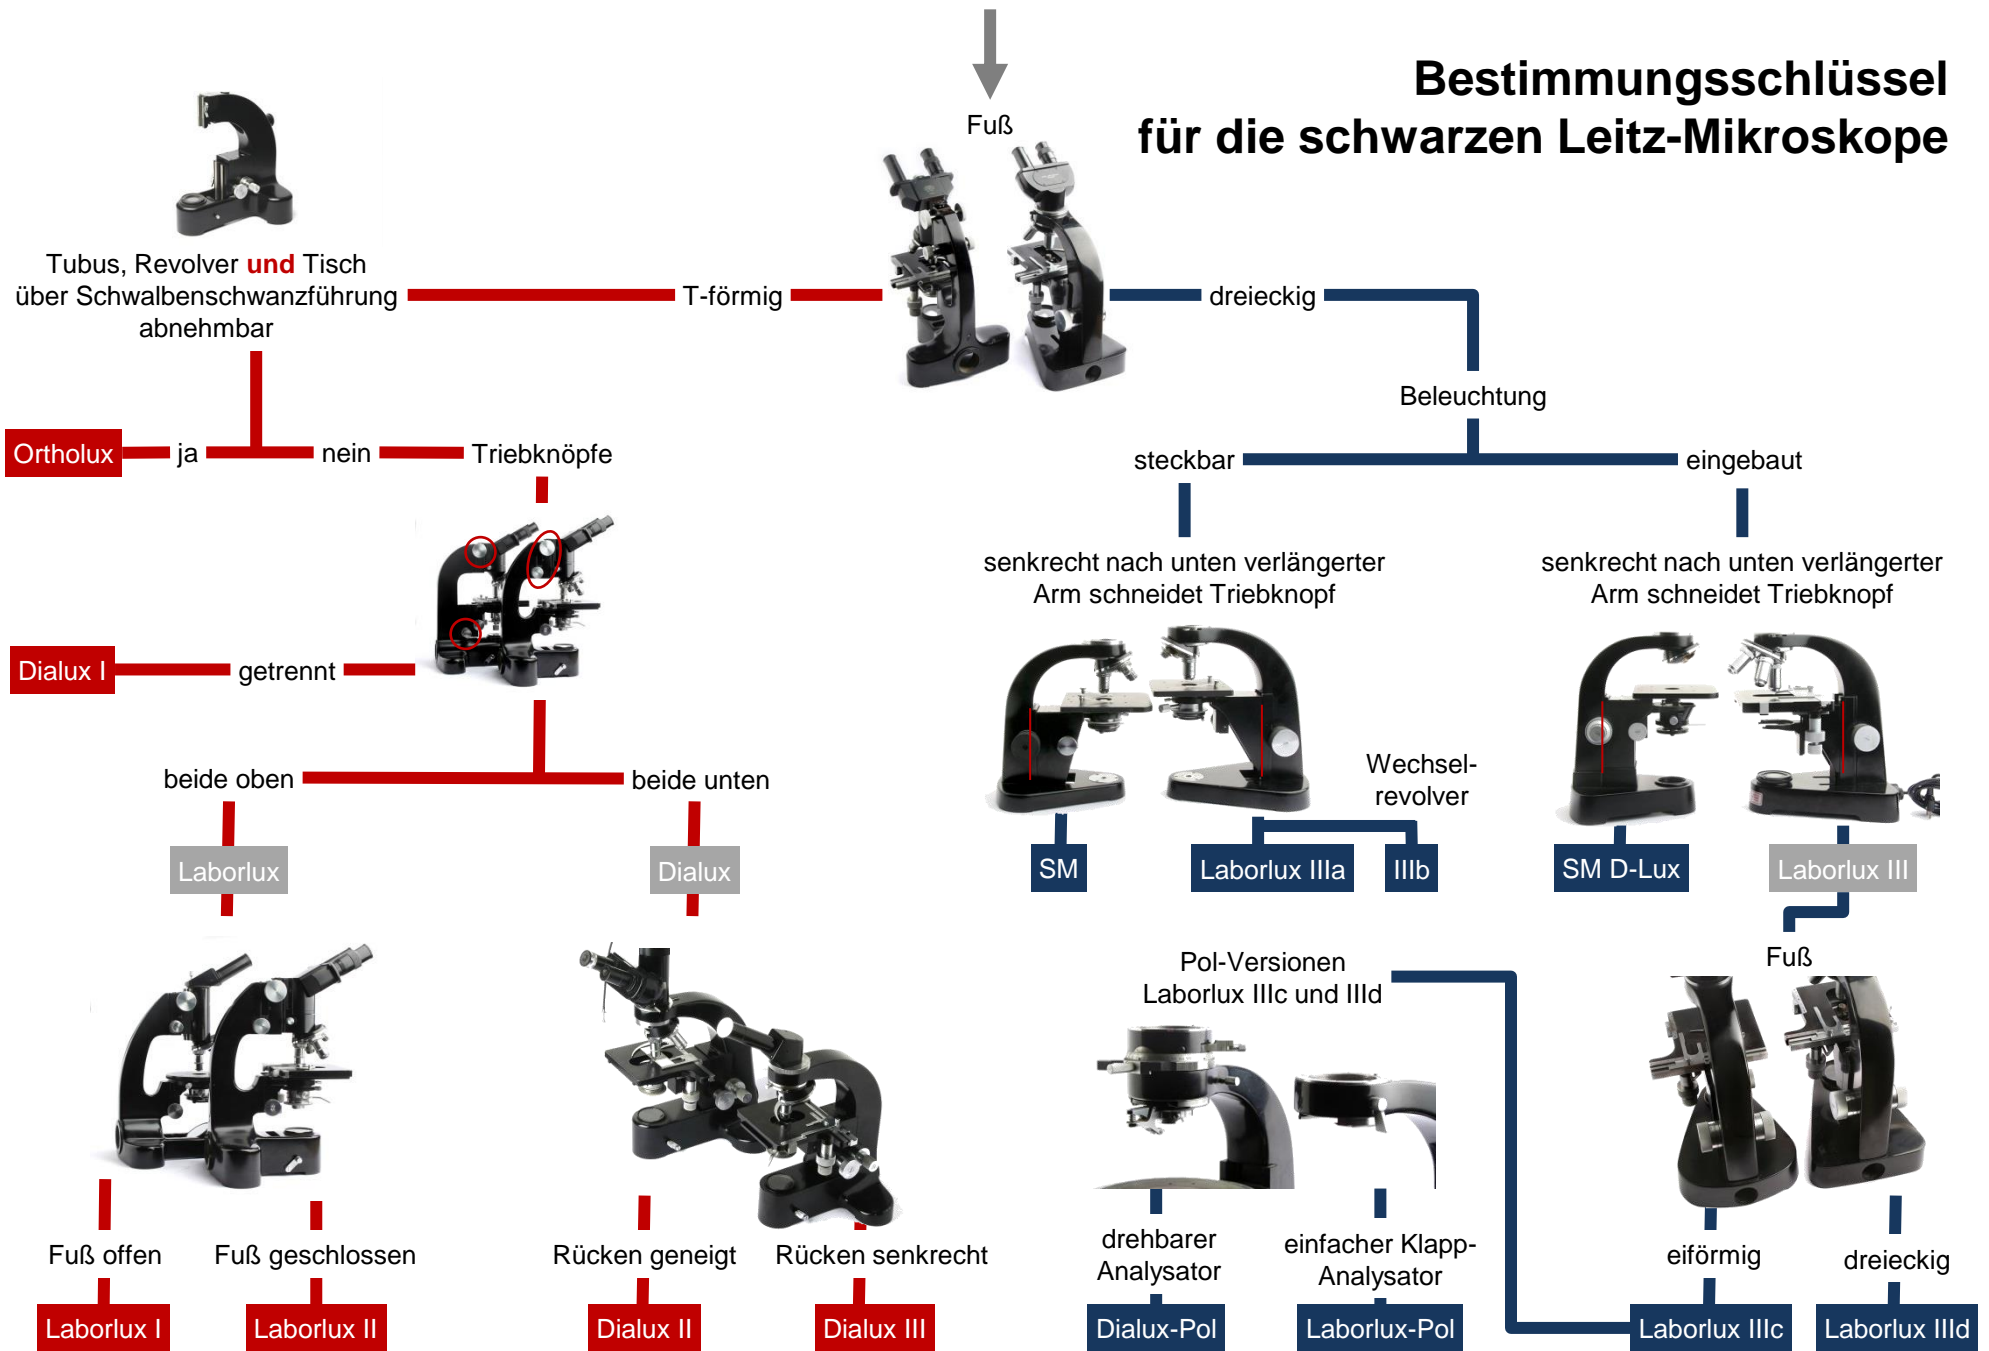 Bestimmungsschlüssel
für die schwarzen Leitz-Mikroskope
Fuß
Tubus, Revolver und Tisch
über Schwalbenschwanzführung
abnehmbar
T-förmig
dreieckig
Beleuchtung
Ortholux
ja
nein
Triebknöpfe
steckbar
eingebaut
senkrecht nach unten verlängerter
Arm schneidet Triebknopf
senkrecht nach unten verlängerter
Arm schneidet Triebknopf
Dialux I
getrennt
beide oben
beide unten
Wechsel-
revolver
Laborlux
Dialux
SM
Laborlux IIIa
IIIb
SM D-Lux
Laborlux III
Pol-Versionen
Laborlux IIIc und IIId
Fuß
Fuß offen
Fuß geschlossen
Rücken geneigt
Rücken senkrecht
drehbarer
Analysator
einfacher Klapp-
Analysator
eiförmig
dreieckig
Laborlux I
Laborlux II
Dialux II
Dialux III
Dialux-Pol
Laborlux-Pol
Laborlux IIIc
Laborlux IIId